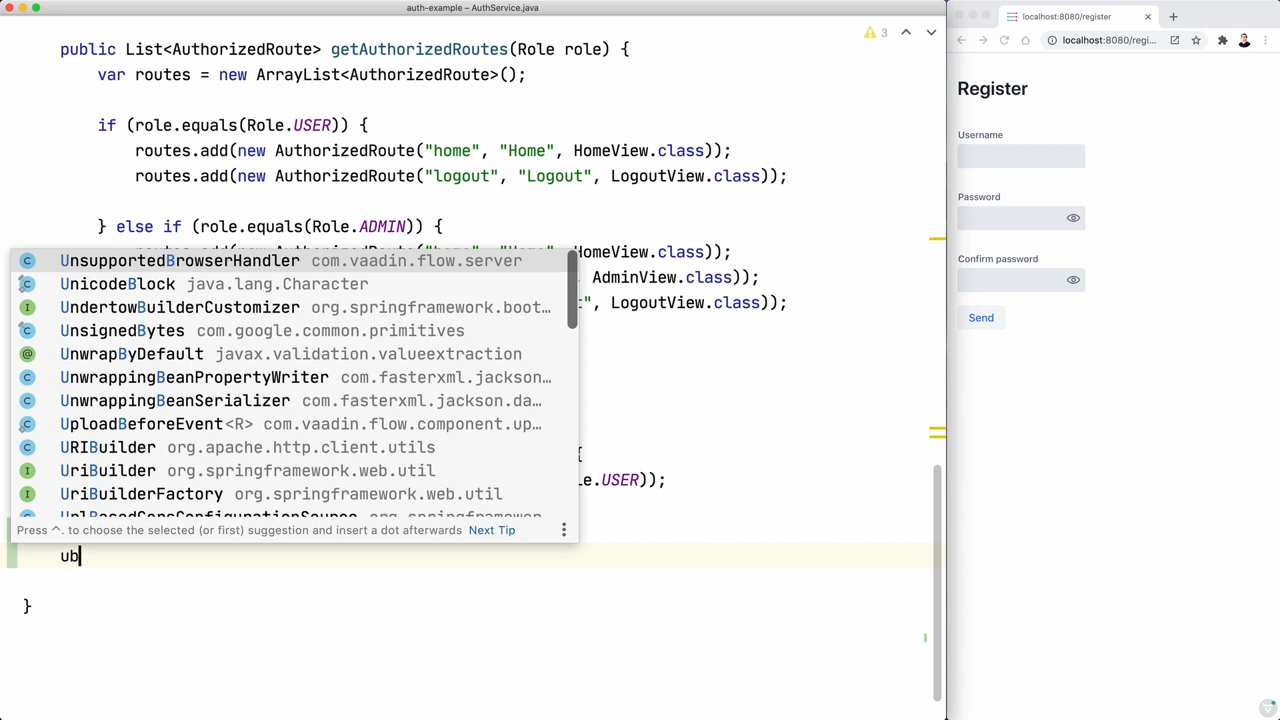 auth-example – AuthService.java
public List<AuthorizedRoute> getAuthorizedRoutes(Role role) {
var routes = new ArrayList<AuthorizedRoute>();
if (role.equals(Role.USER)) {
routes.add(new AuthorizedRoute("home", "Home", HomeView.class));
routes.add(new AuthorizedRoute("logout", "Logout", LogoutView.class));
} else if (role.equals(Role.ADMIN)) {
HomeView.class));
AdminView.class));
", LogoutView.class));
UnsupportedBrowserHandler com.vaadin.flow.server
UnicodeBlock java.lang.Character
UndertowBuilderCustomizer org.springframework.boot…
UnsignedBytes com.google.common.primitives
UnwrapByDefault javax.validation.valueextraction
UnwrappingBeanPropertyWriter com.fasterxml.jackson…
UnwrappingBeanSerializer com.fasterxml.jackson.da…
UploadBeforeEvent<R> com.vaadin.flow.component.up…
URIBuilder org.apache.http.client.utils
UriBuilder org.springframework.web.util
UriBuilderFactory org.springframework.web.util
{
le.USER));
Press ^. to choose the selected (or first) suggestion and insert a dot afterwards Next Tip
ub
}
3
localhost:8080/register
localhost:8080/regi...
Register
Username
Password
Confirm password
Send